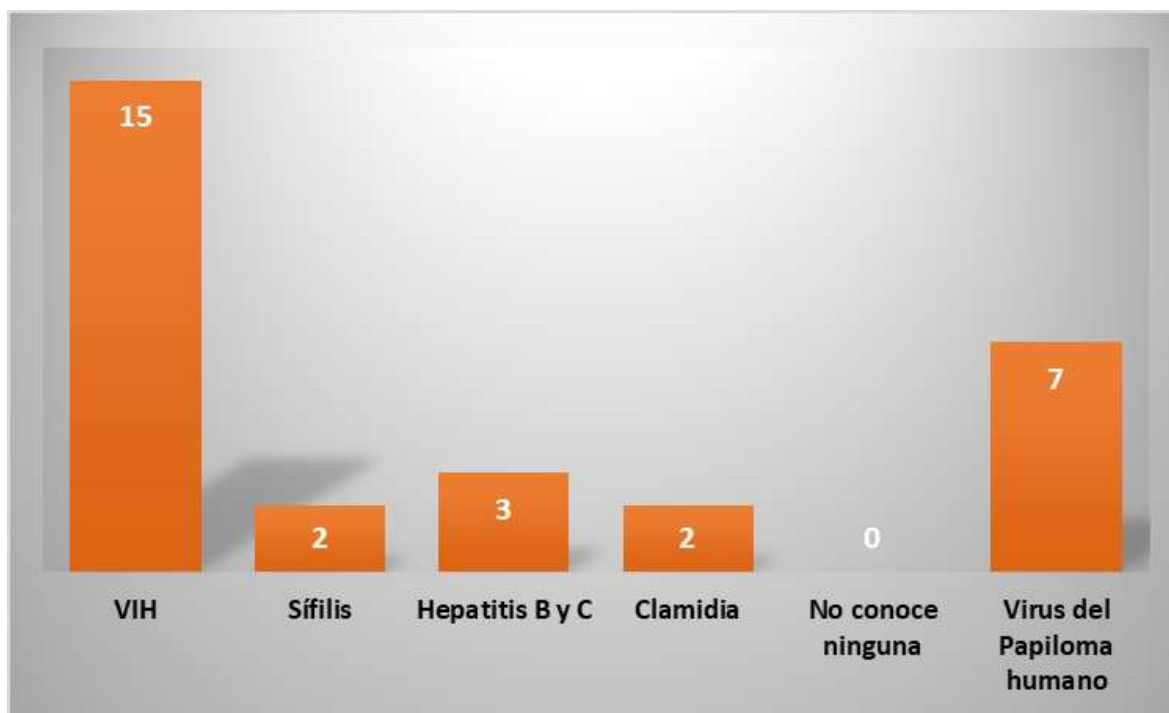 15
2
3
2
0
7
VIH
Sífilis
Hepatitis B y C
Clamidia
No conoce
ninguna
Virus del
Papiloma
humano